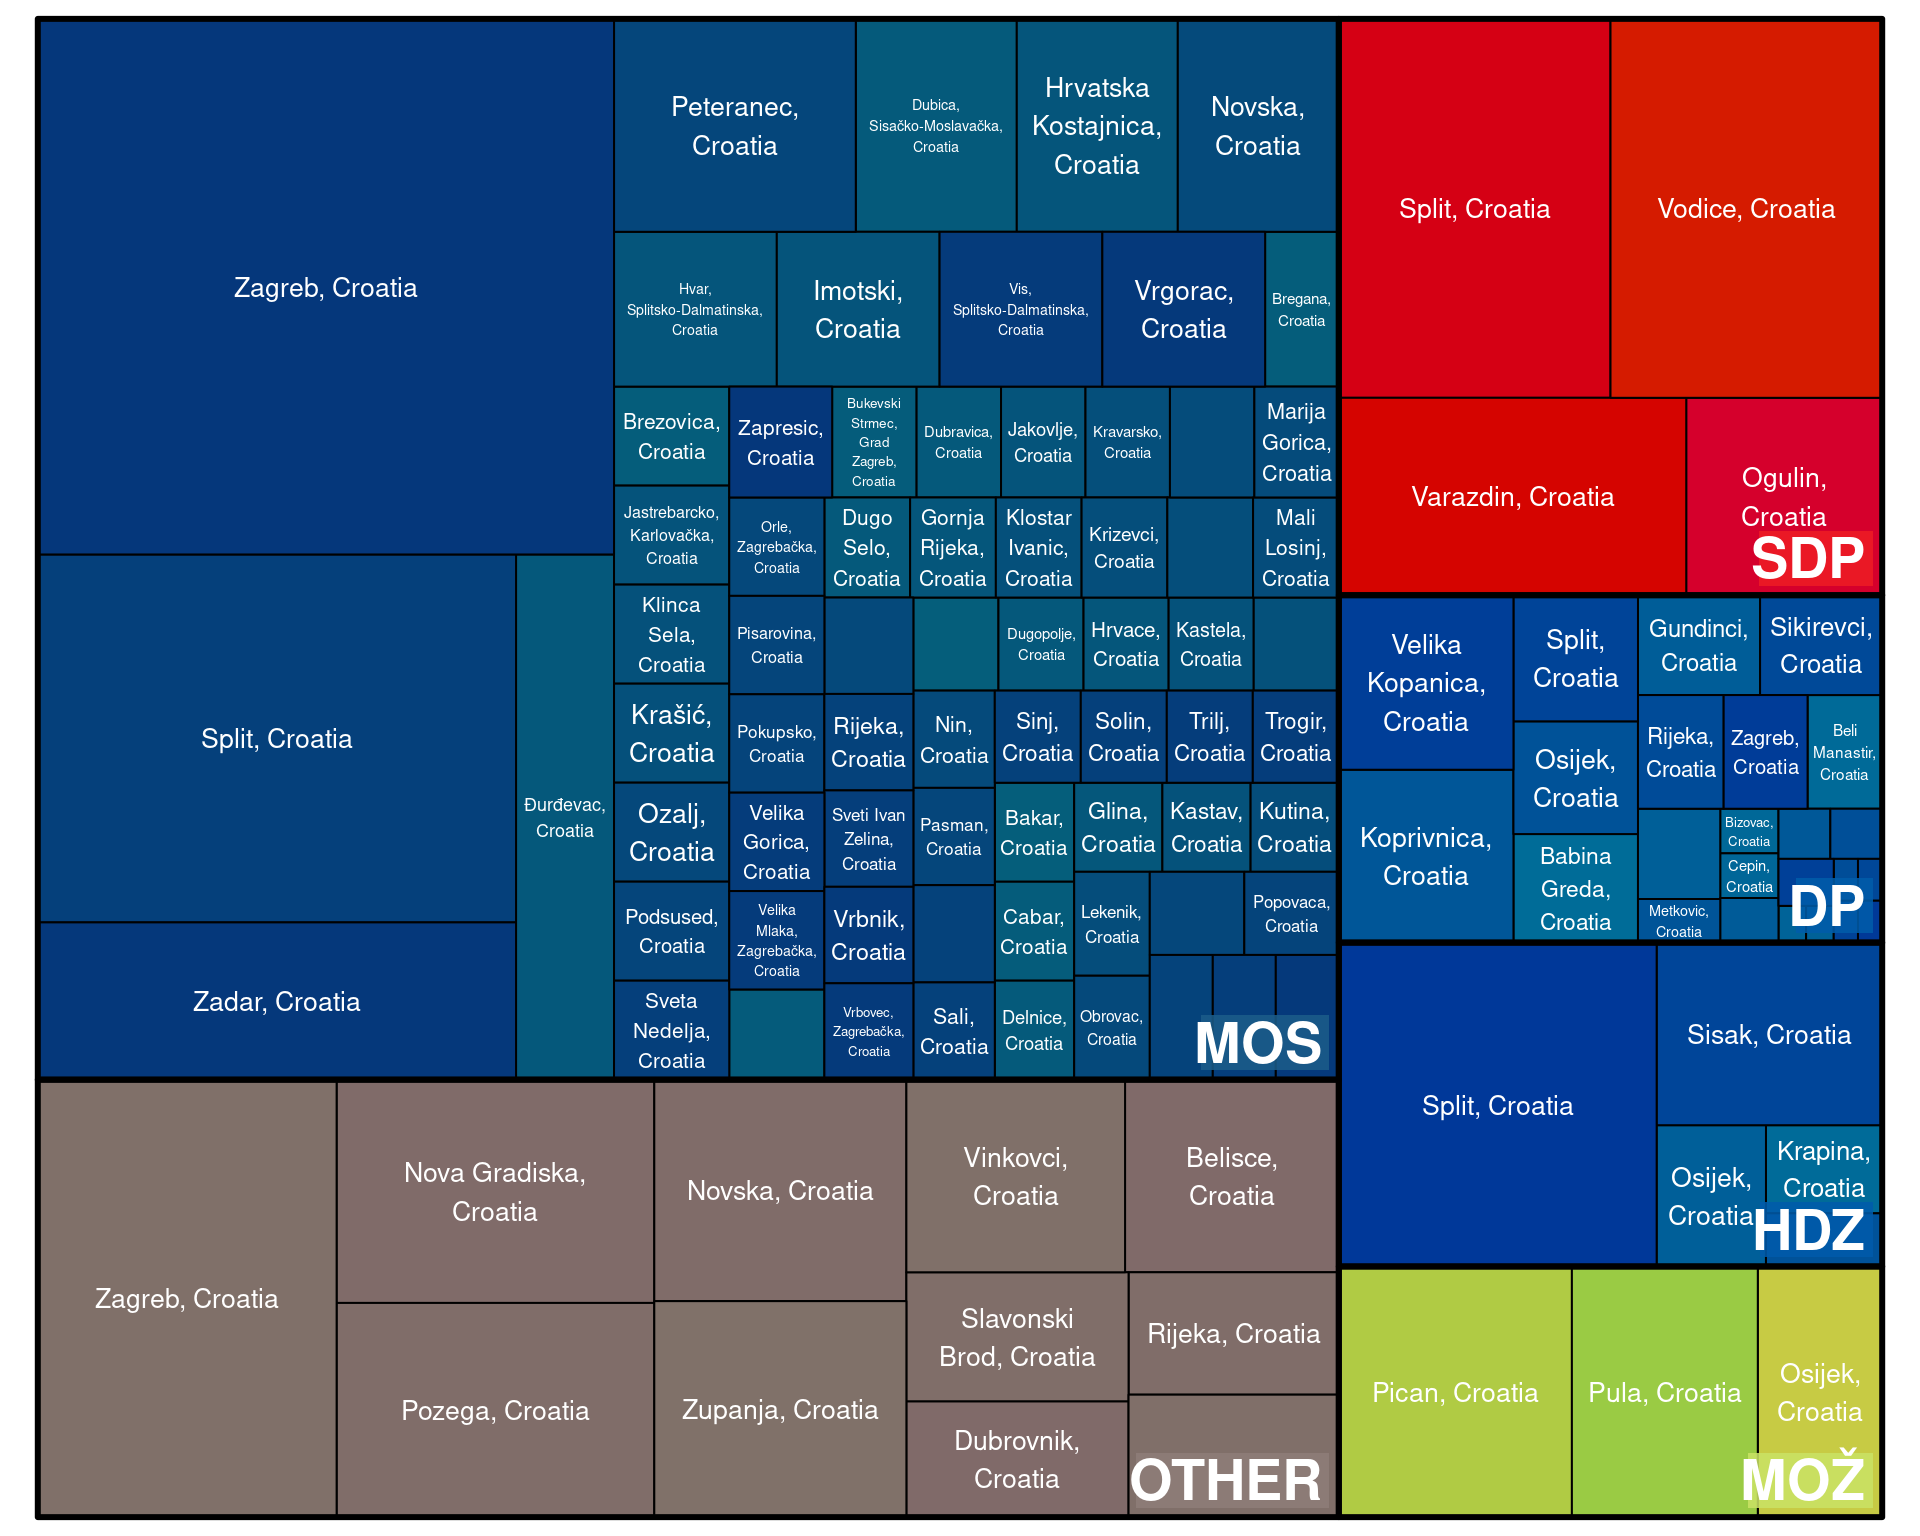 Zagreb, Croatia
Split, Croatia
Zadar, Croatia
Đurđevac,
Croatia
Peteranec,
Croatia
Dubica,
Sisačko-Moslavačka,
Croatia
Hrvatska
Kostajnica,
Croatia
Novska,
Croatia
Hvar,
Splitsko-Dalmatinska,
Croatia
Imotski,
Croatia
Vis,
Splitsko-Dalmatinska,
Croatia
Vrgorac,
Croatia
Bregana,
Croatia
Brezovica,
Croatia
Jastrebarcko,
Karlovačka,
Croatia
Klinca
Sela,
Croatia
Krašić,
Croatia
Ozalj,
Croatia
Podsused,
Croatia
Sveta
Nedelja,
Croatia
Zapresic,
Croatia
Bukevski
Strmec,
Grad
Zagreb,
Croatia
Dubravica,
Croatia
Jakovlje,
Croatia
Kravarsko,
Croatia
Marija
Gorica,
Croatia
Orle,
Zagrebačka,
Croatia
Pisarovina,
Croatia
Pokupsko,
Croatia
Velika
Gorica,
Croatia
Velika
Mlaka,
Zagrebačka,
Croatia
Dugo
Selo,
Croatia
Gornja
Rijeka,
Croatia
Klostar
Ivanic,
Croatia
Krizevci,
Croatia
Mali
Losinj,
Croatia
Rijeka,
Croatia
Sveti Ivan
Zelina,
Croatia
Vrbnik,
Croatia
Vrbovec,
Zagrebačka,
Croatia
Dugopolje,
Croatia
Hrvace,
Croatia
Kastela,
Croatia
Nin,
Croatia
Pasman,
Croatia
Sali,
Croatia
Sinj,
Croatia
Solin,
Croatia
Trilj,
Croatia
Trogir,
Croatia
Bakar,
Croatia
Cabar,
Croatia
Delnice,
Croatia
Glina,
Croatia
Kastav,
Croatia
Kutina,
Croatia
Lekenik,
Croatia
Obrovac,
Croatia
Popovaca,
Croatia
MOS
Zagreb, Croatia
Nova Gradiska,
Croatia
Pozega, Croatia
Novska, Croatia
Zupanja, Croatia
Vinkovci,
Croatia
Belisce,
Croatia
Slavonski
Brod, Croatia
Dubrovnik,
Croatia
Rijeka, Croatia
OTHER
Split, Croatia
Vodice, Croatia
Varazdin, Croatia
Ogulin,
Croatia
SDP
Velika
Kopanica,
Croatia
Koprivnica,
Croatia
Split,
Croatia
Osijek,
Croatia
Babina
Greda,
Croatia
Gundinci,
Croatia
Sikirevci,
Croatia
Rijeka,
Croatia
Zagreb,
Croatia
Beli
Manastir,
Croatia
Bizovac,
Croatia
Cepin,
Croatia
Metkovic,
Croatia
DP
Split, Croatia
Sisak, Croatia
Osijek,
Croatia
Krapina,
Croatia
HDZ
Pican, Croatia
Pula, Croatia
Osijek,
Croatia
MOŽ